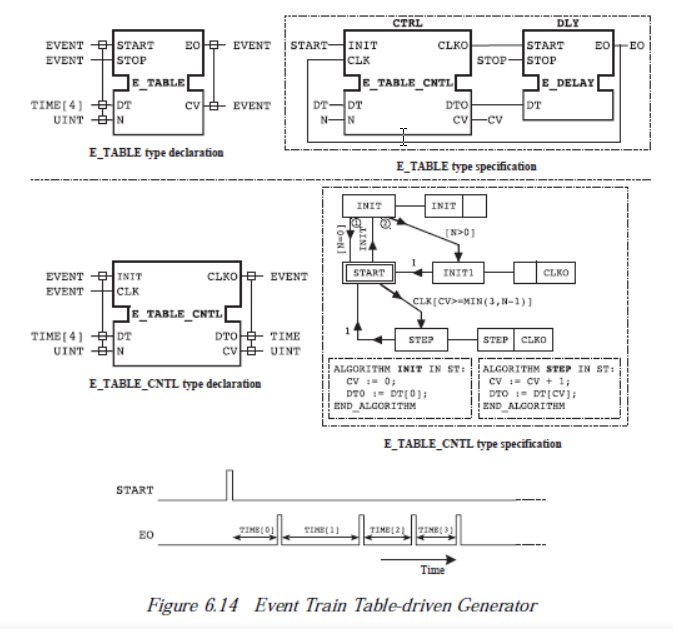 CTRL DLY
EVENT START EO EVENT
EVENT STOP
E_TABLE
TIME[4] DT CV EVENT
UINT N
START INIT CLKO START EO EO
CLK STOP STOP
E_TABLE_CNTL E_DELAY
DT DT DTO DT
N N CV CV
E_TABLE type declaration
E_TABLE type specification
EVENT INIT CLKO EVENT
EVENT CLK
E_TABLE_CNTL
TIME[4] DT DTO TIME
UINT N CV UINT
E_TABLE_CNTL type declaration
INIT INIT
1 2
[N=0] INIT [N>0]
START 1 INIT1 CLKO
CLK[CV>=MIN(3,N-1)]
1 STEP STEP CLKO
ALGORITHM INIT IN ST:
CV := 0;
DTO := DT[0];
END_ALGORITHM
ALGORITHM STEP IN ST:
CV := CV + 1;
DTO := DT[CV];
END_ALGORITHM
E_TABLE_CNTL type specification
START
EO TIME[0] TIME[1] TIME[2] TIME[3]
Time
Figure 6.14 Event Train Table-driven Generator